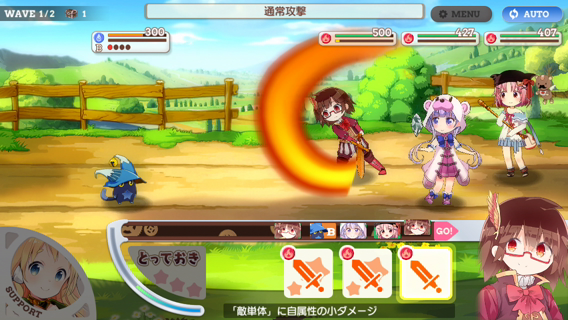 WAVE 1/2
1
通常攻撃
MENU
AUTO
300
B
500
427
407
B
GO!
とっておき
SUPPORT
「敵単体」に自属性の小ダメージ